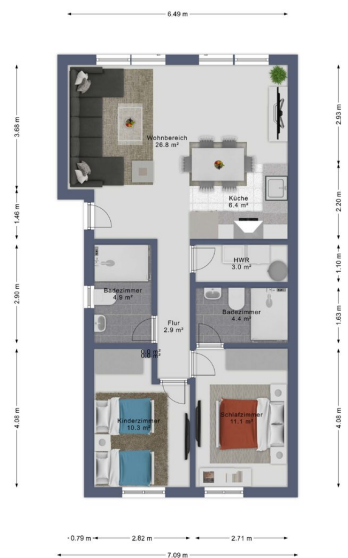 6.49 m
3.68 m
2.93 m
Wohnbereich
26.8 m²
Küche
6.4 m²
2.20 m
1.46 m
HWR
3.0 m²
1.10 m
2.90 m
Badezimmer
4.9 m²
Badezimmer
4.4 m²
1.63 m
Flur
2.9 m²
0.0 m²
4.08 m
Kinderzimmer
10.3 m²
Schlafzimmer
11.1 m²
4.08 m
0.79 m
2.82 m
2.71 m
7.09 m